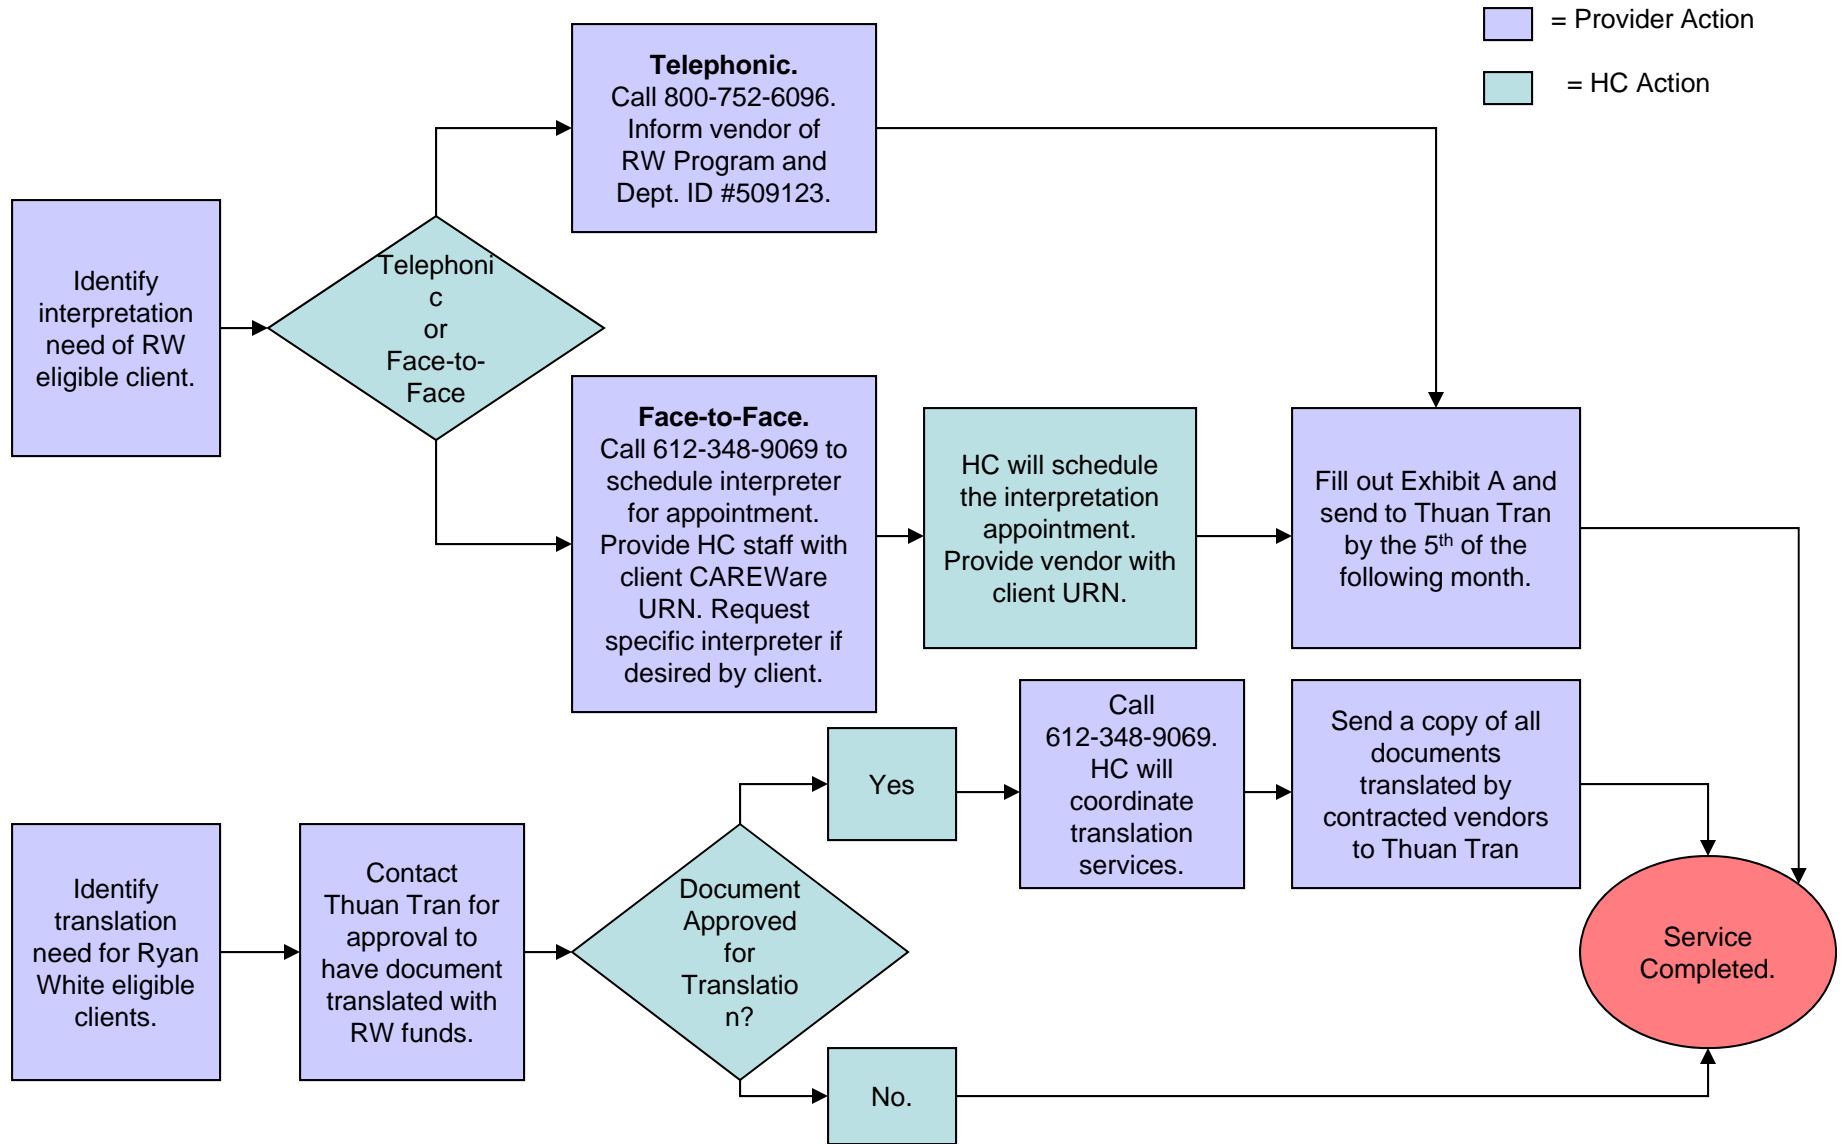 = Provider Action
= HC Action
Telephonic.
Call 800-752-6096.
Inform vendor of
RW Program and
Dept. ID #509123.
Identify
interpretation
need of RW
eligible client.
Telephoni
c
or
Face-to-
Face
Face-to-Face.
Call 612-348-9069 to
schedule interpreter
for appointment.
Provide HC staff with
client CAREWare
URN. Request
specific interpreter if
desired by client.
HC will schedule
the interpretation
appointment.
Provide vendor with
client URN.
Fill out Exhibit A and
send to Thuan Tran
by the 5th of the
following month.
Identify
translation
need for Ryan
White eligible
clients.
Contact
Thuan Tran for
approval to
have document
translated with
RW funds.
Document
Approved
for
Translatio
n?
Yes
Call
612-348-9069.
HC will
coordinate
translation
services.
Send a copy of all
documents
translated by
contracted vendors
to Thuan Tran
No.
Service
Completed.